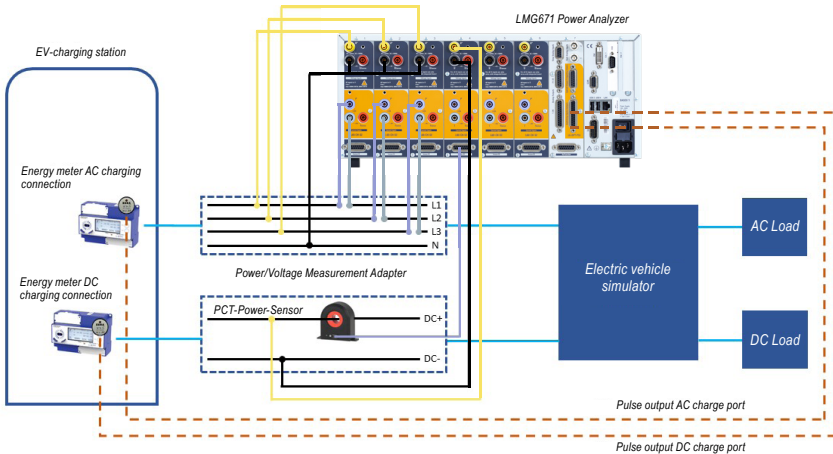 LMG671 Power Analyzer
EV-charging station
Energy meter AC charging
connection
L1
L2
L3
N
Power/Voltage Measurement Adapter
Energy meter DC
charging connection
PCT-Power-Sensor
DC+
DC-
Electric vehicle
simulator
AC Load
DC Load
Pulse output AC charge port
Pulse output DC charge port